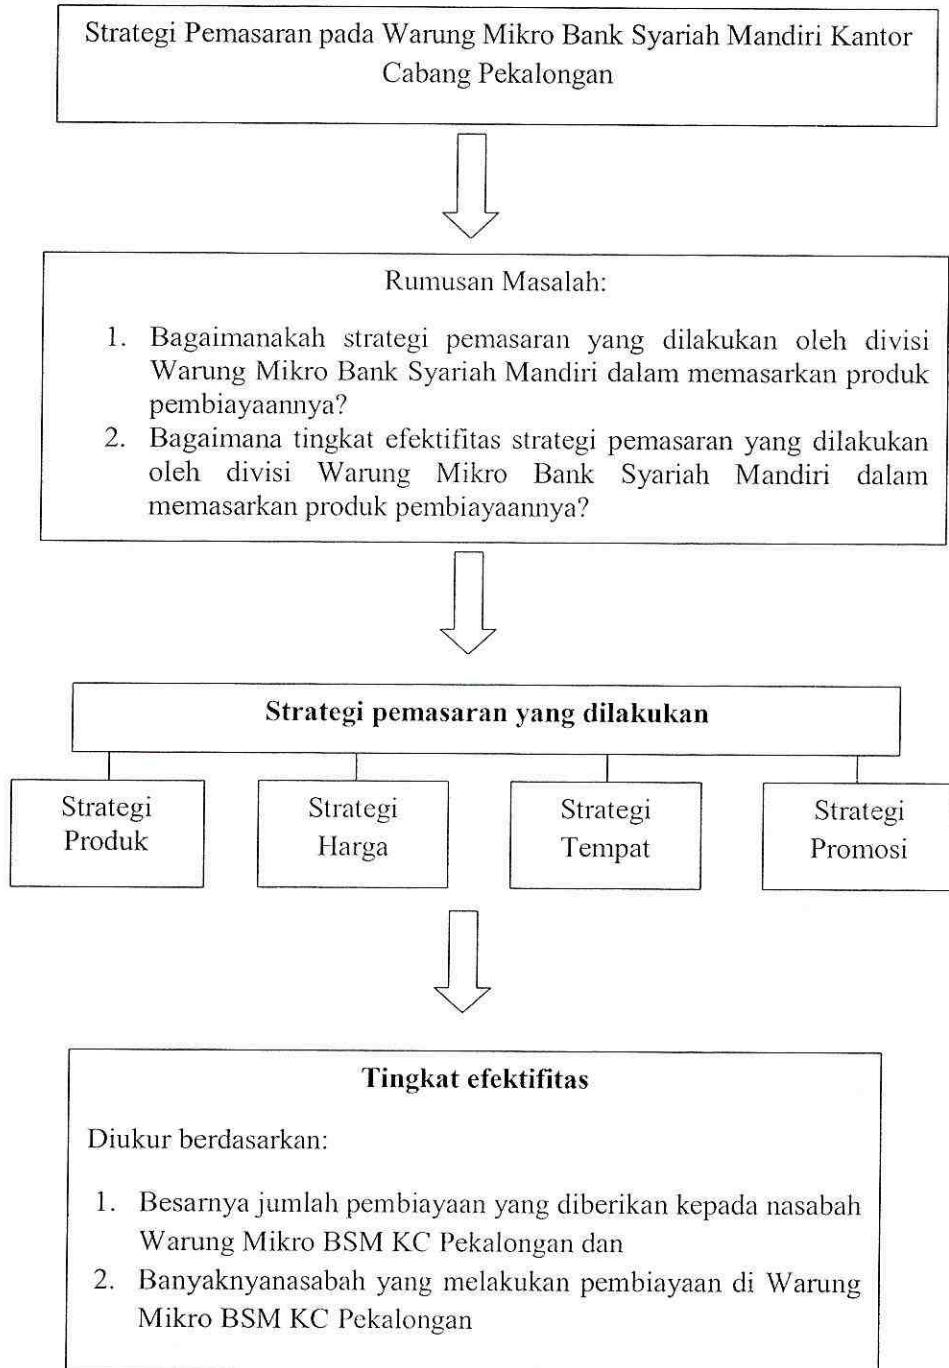 Strategi Pemasaran pada Warung Mikro Bank Syariah Mandiri Kantor
Cabang Pekalongan
Rumusan Masalah:
1. Bagaimanakah strategi pemasaran yang dilakukan oleh divisi
Warung Mikro Bank Syariah Mandiri dalam memasarkan produk
pembiayaannya?
2. Bagaimana tingkat efektifitas strategi pemasaran yang dilakukan
oleh divisi Warung Mikro Bank Syariah Mandiri dalam
memasarkan produk pembiayaannya?
Strategi pemasaran yang dilakukan
Strategi
Produk
Strategi
Harga
Strategi
Tempat
Strategi
Promosi
Tingkat efektifitas
Diukur berdasarkan:
1. Besarnya jumlah pembiayaan yang diberikan kepada nasabah
Warung Mikro BSM KC Pekalongan dan
2. Banyaknyanasabah yang melakukan pembiayaan di Warung
Mikro BSM KC Pekalongan